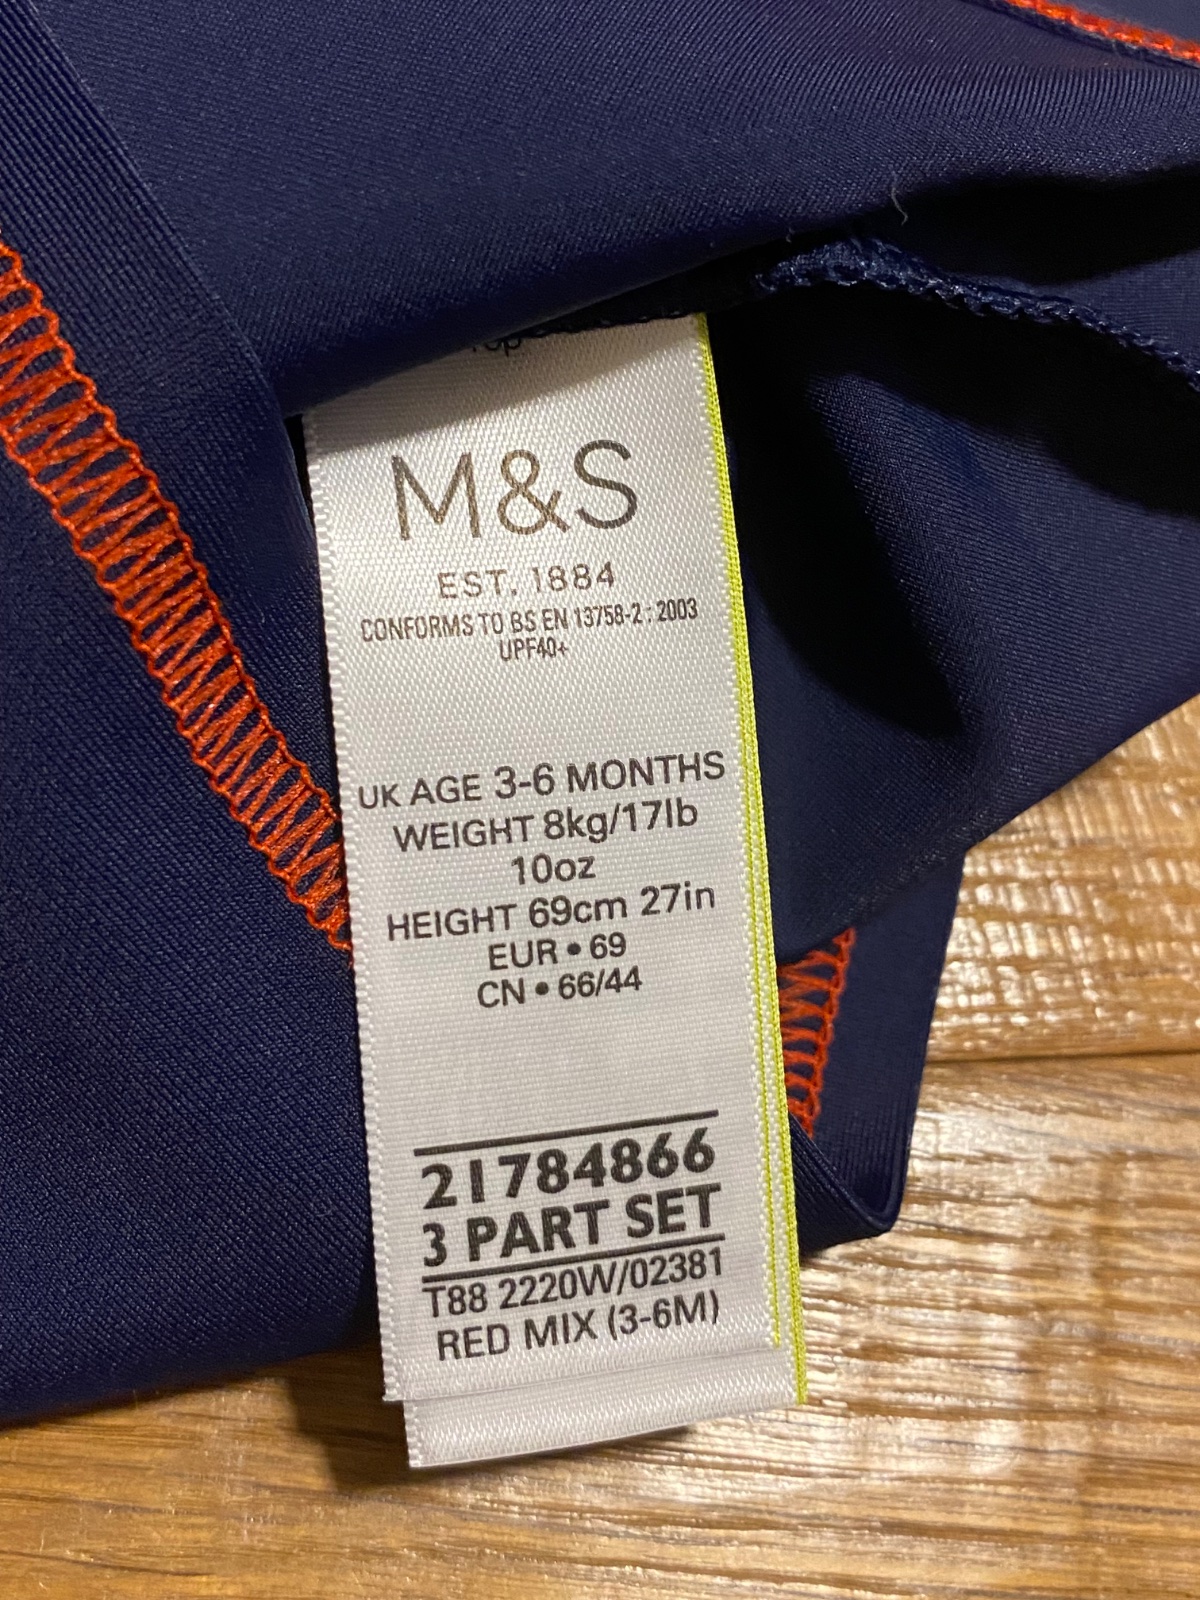 M&S
EST. 1884
CONFORMS TO BS EN 13758-2 : 2003
UPF40+
UK AGE 3-6 MONTHS
WEIGHT 8kg/17lb
10oz
HEIGHT 69cm 27in
EUR • 69
CN • 66/44
21784866
3 PART SET
T88 2220W/02381
RED MIX (3-6M)